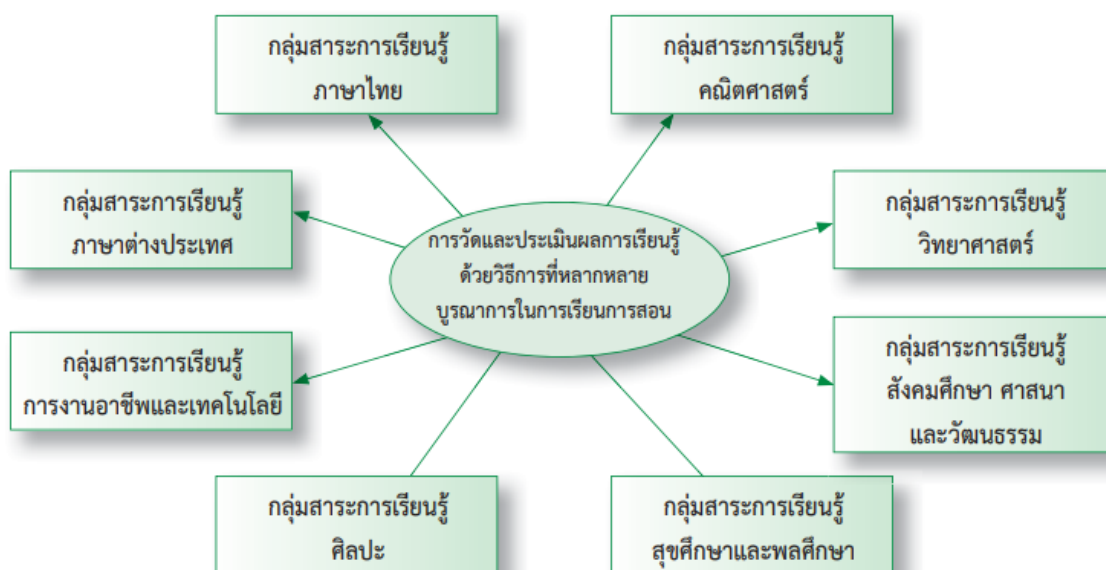 กลุ่มสาระการเรียนรู้
ภาษาไทย
กลุ่มสาระการเรียนรู้
คณิตศาสตร์
กลุ่มสาระการเรียนรู้
ภาษาต่างประเทศ
การวัดและประเมินผลการเรียนรู้
ด้วยวิธีการที่หลากหลาย
บูรณาการในการเรียนการสอน
กลุ่มสาระการเรียนรู้
วิทยาศาสตร์
กลุ่มสาระการเรียนรู้
การงานอาชีพและเทคโนโลยี
กลุ่มสาระการเรียนรู้
สังคมศึกษา ศาสนา
และวัฒนธรรม
กลุ่มสาระการเรียนรู้
ศิลปะ
กลุ่มสาระการเรียนรู้
สุขศึกษาและพลศึกษา